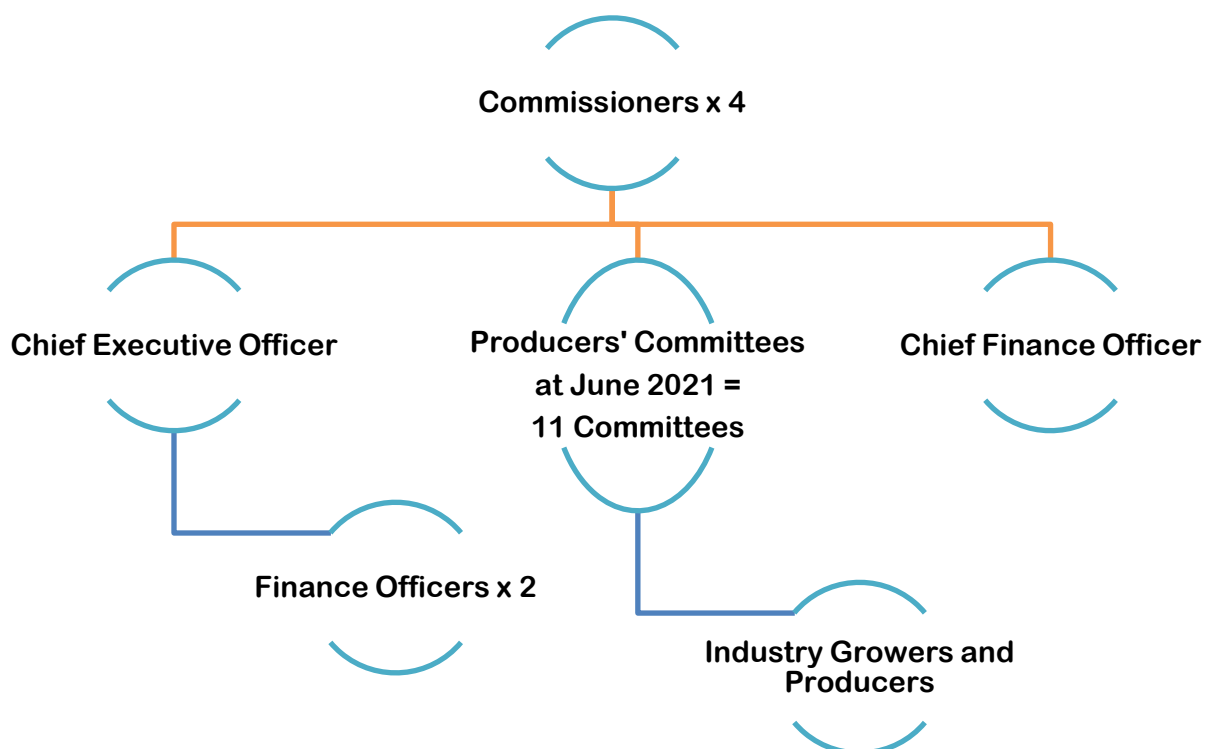 Commissioners x 4
Chief Executive Officer
Producers' Committees
at June 2021 =
11 Committees
Chief Finance Officer
Finance Officers x 2
Industry Growers and
Producers